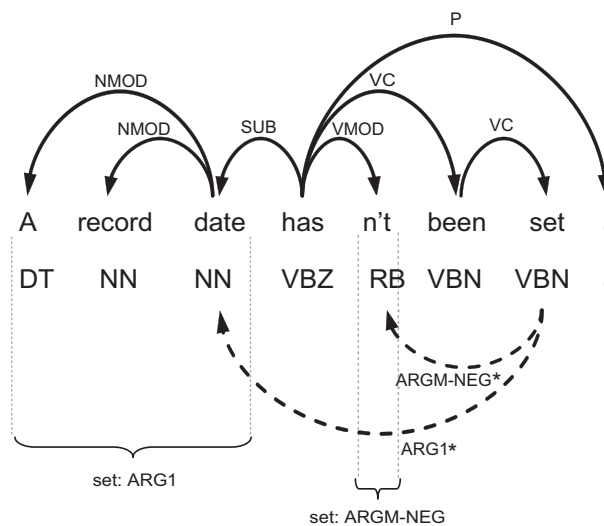 P
NMOD VC
NMOD SUB VMOD VC
A record date has n't been set .
DT NN NN VBZ RB VBN VBN .
ARGM-NEG*
ARG1*
set: ARG1
set: ARGM-NEG